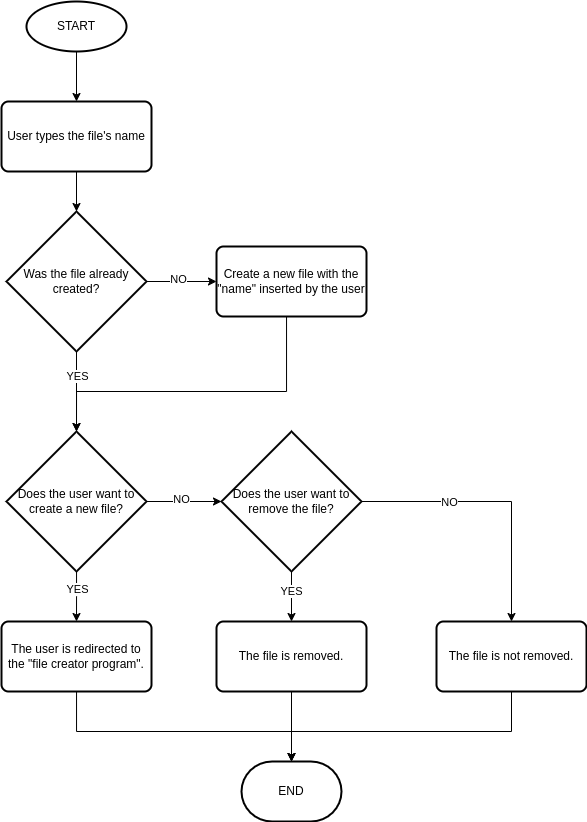 START
User types the file's name
Was the file already
created?
NO
Create a new file with the
"name" inserted by the user
YES
Does the user want to
create a new file?
NO
Does the user want to
remove the file?
NO
YES
YES
The user is redirected to
the "file creator program".
The file is removed.
The file is not removed.
END